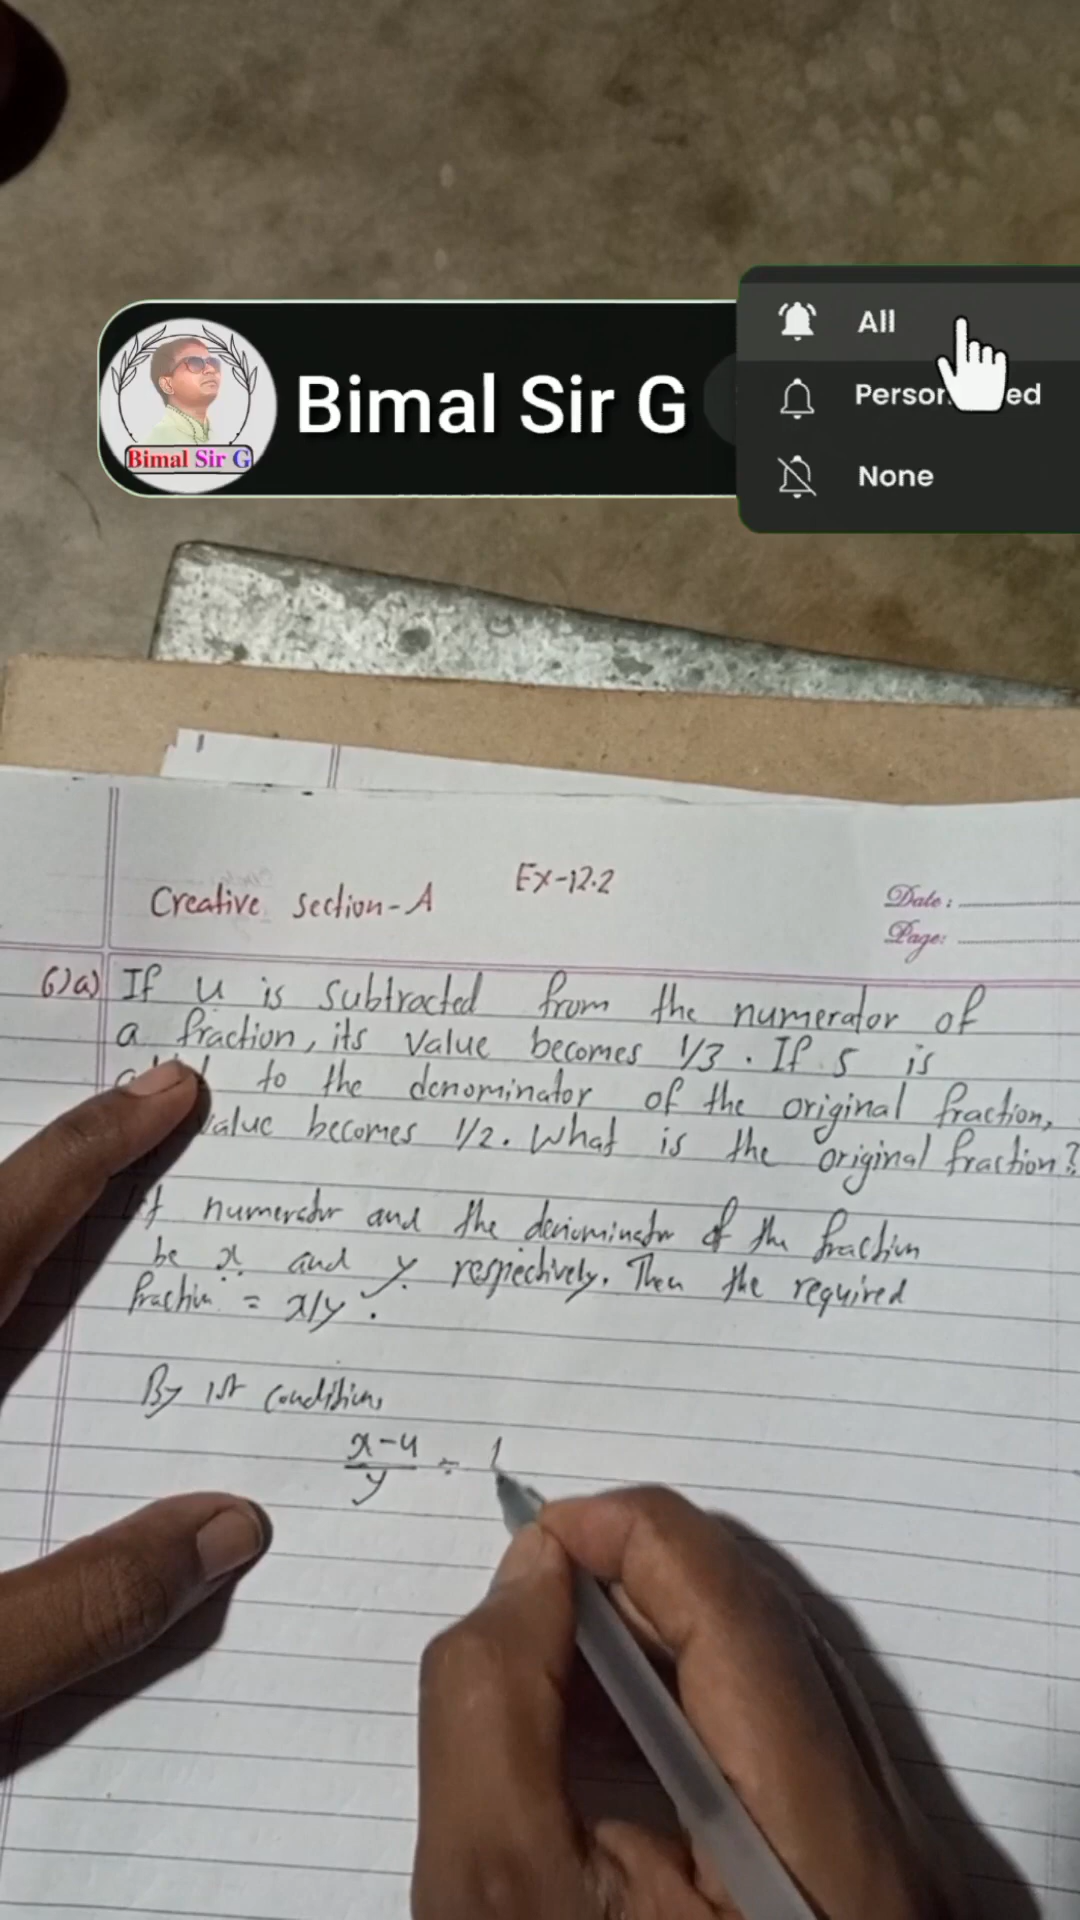 All
Bimal Sir G
Bimal Sir G
None
Ex-12.2
Creative section-A
Date:
Page:
6)a) If 4 is subtracted from the numerator of
a fraction, its value becomes 1/3. If 5 is
to the denominator of the original fraction,
value becomes 1/2. What is the original fraction?
numerator and the denominator of the fraction
be x and y respectively. Then the required
fraction = x/y.
By 1st condition,
x-4
y
= 1